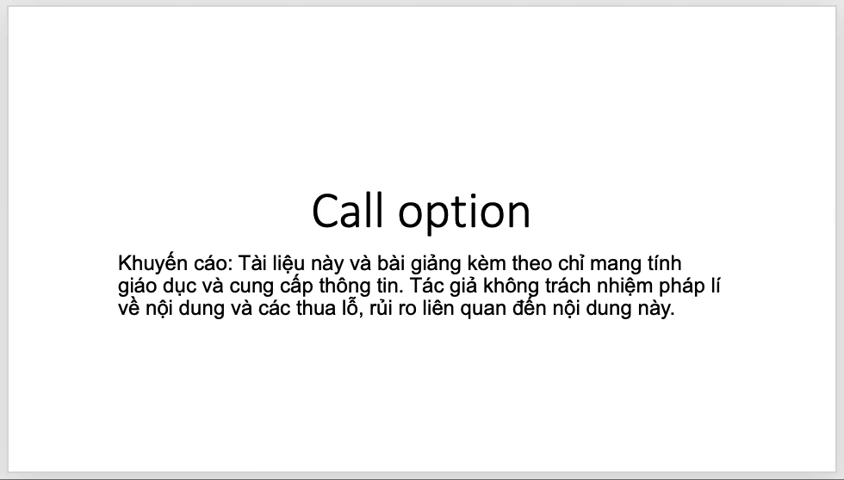 Call option
Khuyến cáo: Tài liệu này và bài giảng kèm theo chỉ mang tính
giáo dục và cung cấp thông tin. Tác giả không trách nhiệm pháp lí
về nội dung và các thua lỗ, rủi ro liên quan đến nội dung này.